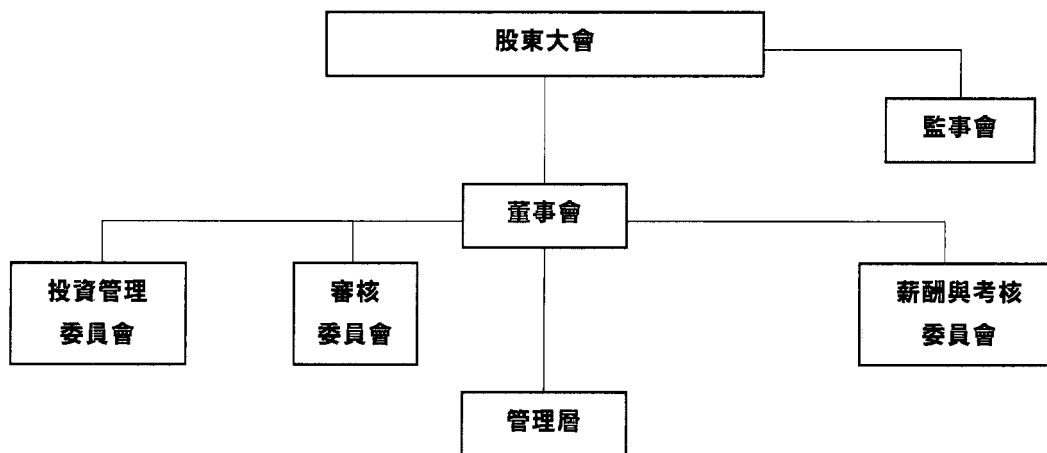 股東大會
監事會
董事會
投資管理
委員會
審核
委員會
薪酬與考核
委員會
管理層